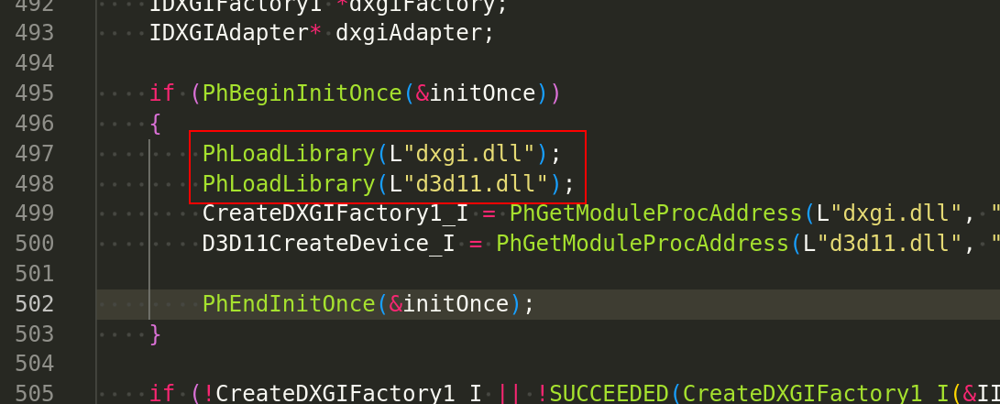 492 IDXGIFactory1 *dxgiFactory;
493 IDXGIAdapter* dxgiAdapter;
494
495 if (PhBeginInitOnce(&initOnce))
496 {
497 PhLoadLibrary(L"dxgi.dll");
498 PhLoadLibrary(L"d3d11.dll");
499 CreateDXGIFactory1_I = PhGetModuleProcAddress(L"dxgi.dll", "
500 D3D11CreateDevice_I = PhGetModuleProcAddress(L"d3d11.dll", "
501
502 PhEndInitOnce(&initOnce);
503 }
504
505 if (!CreateDXGIFactory1_I || !SUCCEEDED(CreateDXGIFactory1_I(&II